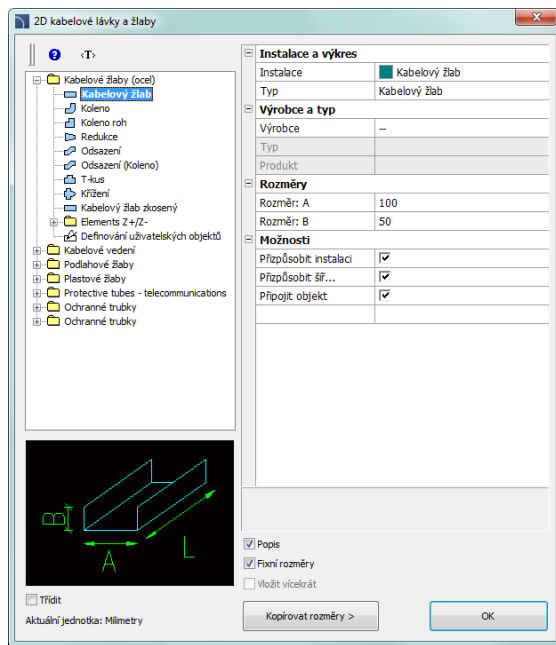 2D kabelové lávky a žlaby
? <T>
Kabelové žlaby (ocel)
Kabelový žlab
Koleno
Koleno roh
Redukce
Odsazení
Odsazení (Koleno)
T-kus
Křížení
Kabelový žlab zkosený
Elements Z+/Z-
Definování uživatelských objektů
Kabelové vedení
Podlahové žlaby
Plastové žlaby
Protective tubes - telecommunications
Ochranné trubky
Ochranné trubky
Instalace a výkres
Instalace Kabelový žlab
Typ Kabelový žlab
Výrobce a typ
Výrobce --
Typ
Produkt
Rozměry
Rozměr: A 100
Rozměr: B 50
Možnosti
Přizpůsobit instalaci
Přizpůsobit šíř...
Připojit objekt
B
A
L
Popis
Fixní rozměry
Vložit vícekrát
Třídit
Aktuální jednotka: Milimetry
Kopírovat rozměry > OK